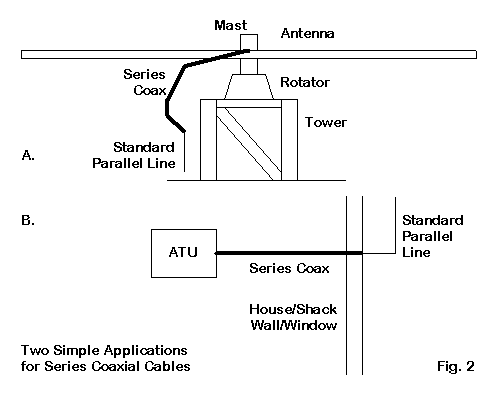 Mast
Antenna
Series
Coax
Rotator
Tower
Standard
Parallel Line
A.
B.
Standard
Parallel
Line
ATU
Series Coax
House/Shack
Wall/Window
Two Simple Applications
for Series Coaxial Cables
Fig. 2